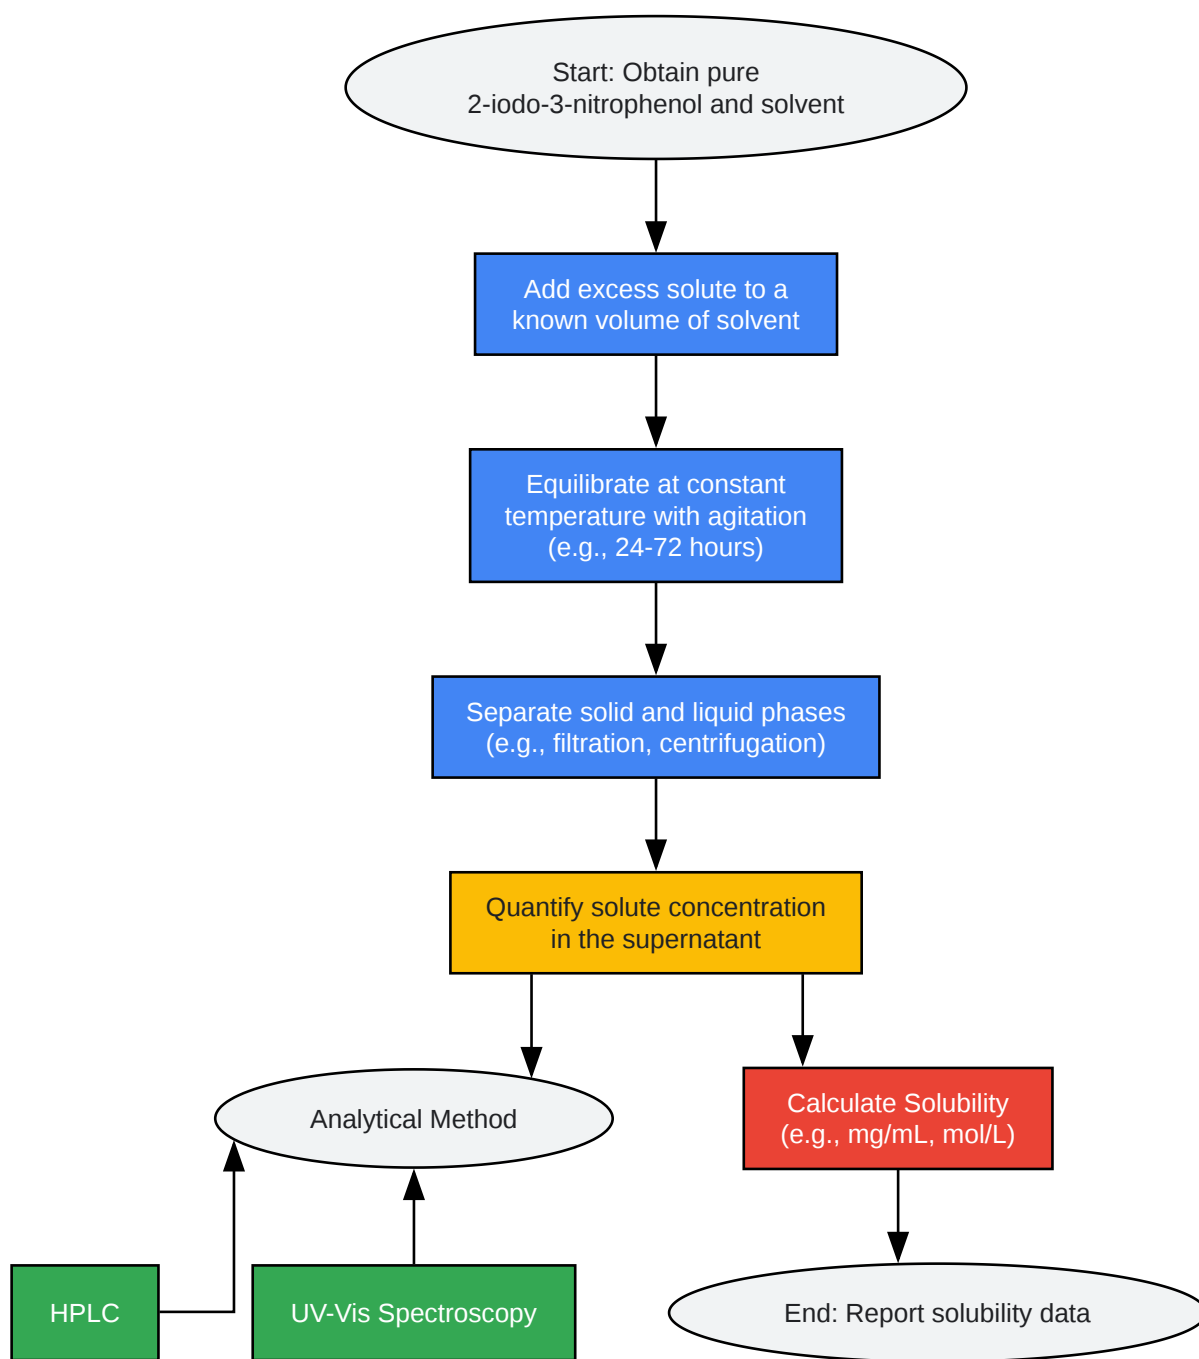 Start: Obtain pure
2-iodo-3-nitrophenol and solvent
Add excess solute to a
known volume of solvent
Equilibrate at constant
temperature with agitation
(e.g., 24-72 hours)
Separate solid and liquid phases
(e.g., filtration, centrifugation)
Quantify solute concentration
in the supernatant
Analytical Method
Calculate Solubility
(e.g., mg/mL, mol/L)
HPLC
UV-Vis Spectroscopy
End: Report solubility data